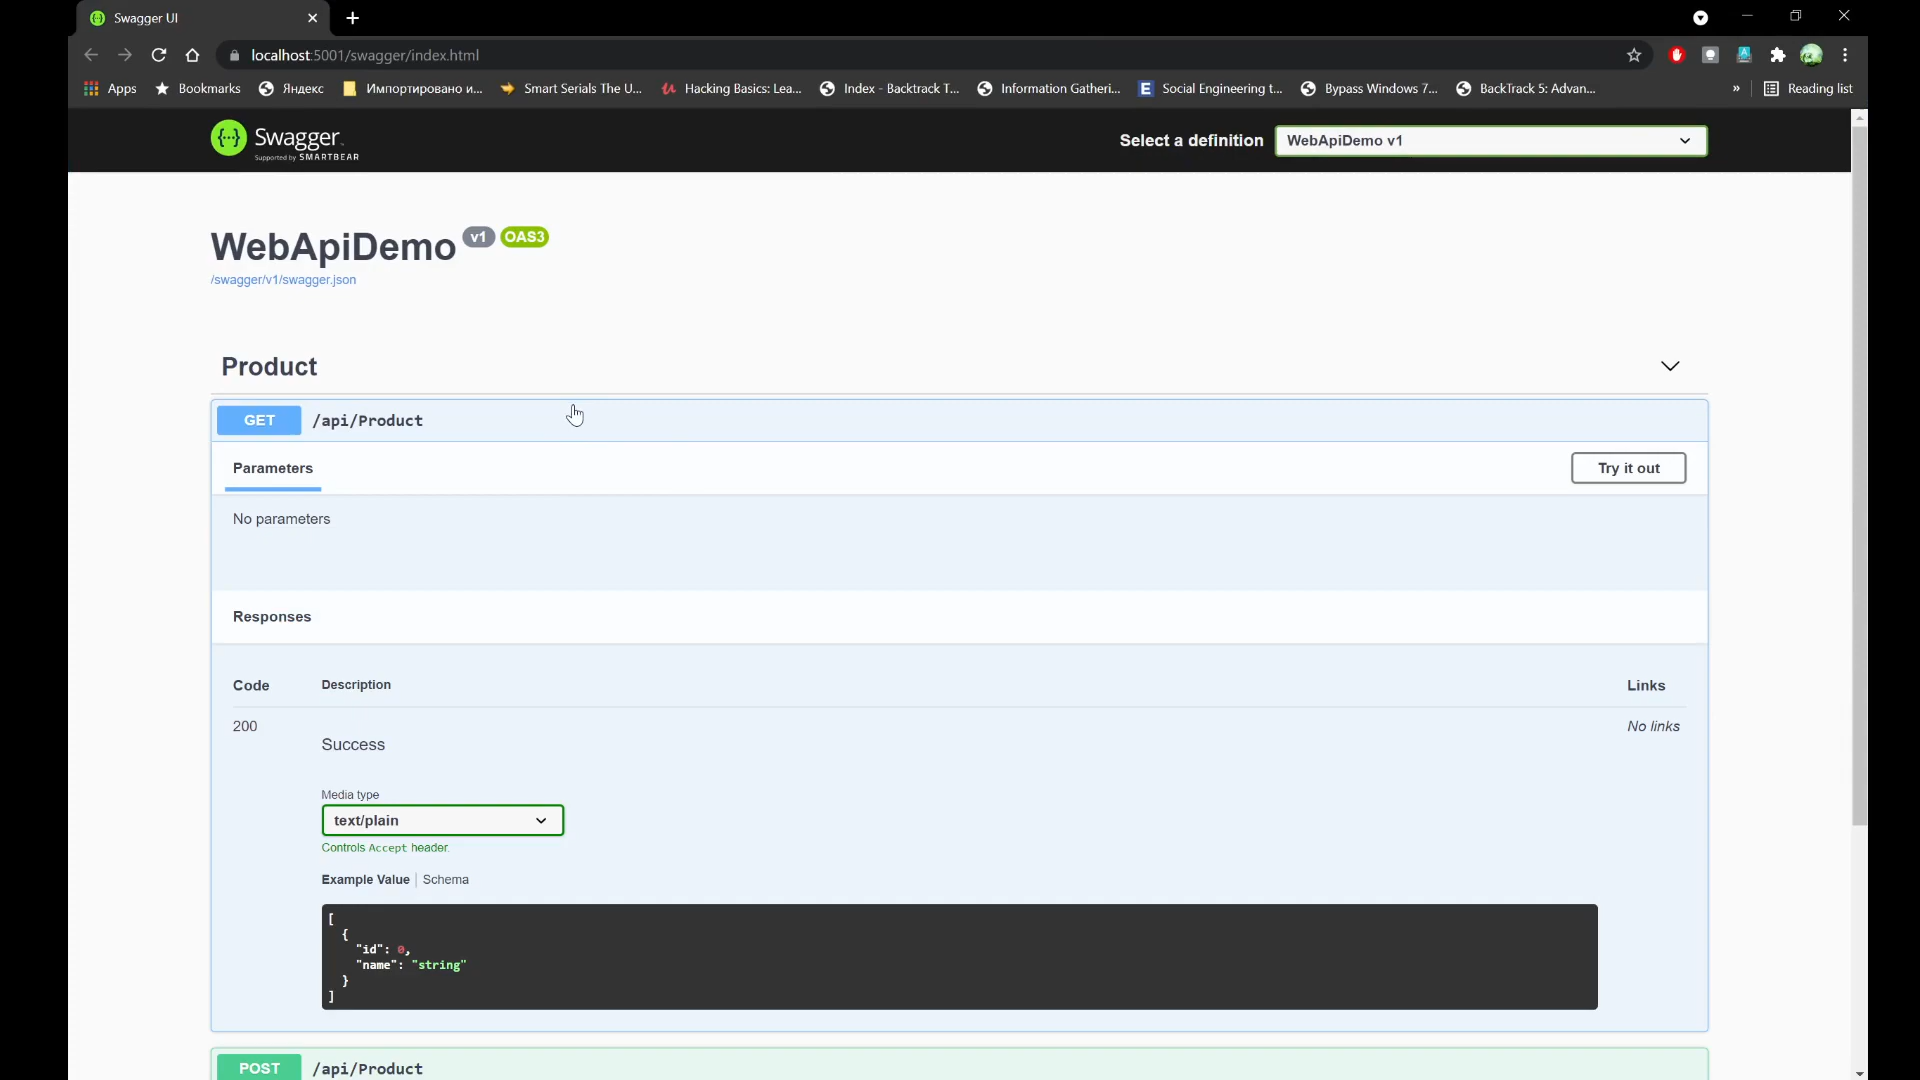 Swagger UI
localhost:5001/swagger/index.html
Apps Bookmarks Яндекс Импортировано и... Smart Serials The U... Hacking Basics: Lea... Index - Backtrack T... Information Gatheri... E Social Engineering t... Bypass Windows 7... BackTrack 5: Advan... » Reading list
{···} Swagger. Select a definition WebApiDemo v1
Supported by SMARTBEAR
WebApiDemo v1 OAS3
/swagger/v1/swagger.json
Product
GET /api/Product
Parameters Try it out
No parameters
Responses
Code Description Links
200 No links
Success
Media type
text/plain
Controls Accept header.
Example Value | Schema
[
{
"id": 0,
"name": "string"
}
]
POST /api/Product